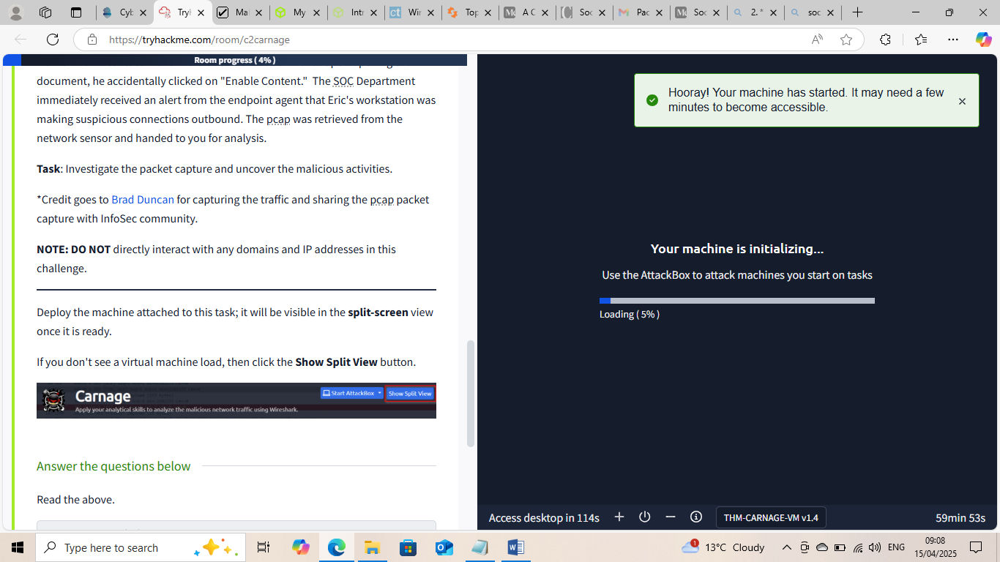 Cyb
TryH
Mal
My
Intr
Wir
Top
A C
Soc
Pac
Soc
2. *
soc
https://tryhackme.com/room/c2carnage
Room progress ( 4% )
document, he accidentally clicked on "Enable Content." The SOC Department
immediately received an alert from the endpoint agent that Eric's workstation was
making suspicious connections outbound. The pcap was retrieved from the
network sensor and handed to you for analysis.
Task: Investigate the packet capture and uncover the malicious activities.
*Credit goes to Brad Duncan for capturing the traffic and sharing the pcap packet
capture with InfoSec community.
NOTE: DO NOT directly interact with any domains and IP addresses in this
challenge.
Deploy the machine attached to this task; it will be visible in the split-screen view
once it is ready.
If you don't see a virtual machine load, then click the Show Split View button.
Carnage
Start AttackBox
Show Split View
Apply your analytical skills to analyze the malicious network traffic using Wireshark.
Answer the questions below
Read the above.
Hooray! Your machine has started. It may need a few
minutes to become accessible.
Your machine is initializing...
Use the AttackBox to attack machines you start on tasks
Loading ( 5% )
Access desktop in 114s
THM-CARNAGE-VM v1.4
59min 53s
Type here to search
1
13°C Cloudy
ENG
09:08
15/04/2025